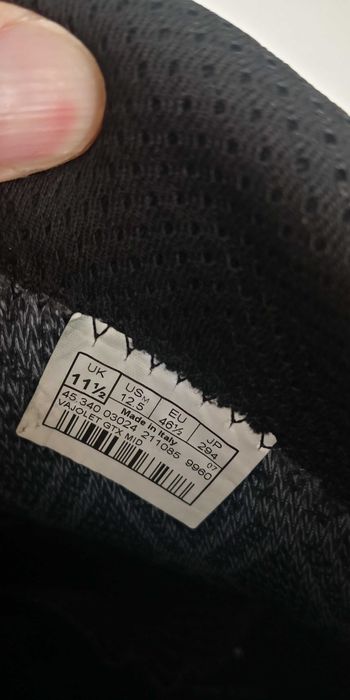 UK USM EU JP
11½ 12.5 46½ 294
Made in Italy 07
45.340 03024 211085 9960
VAJOLET GTX MID